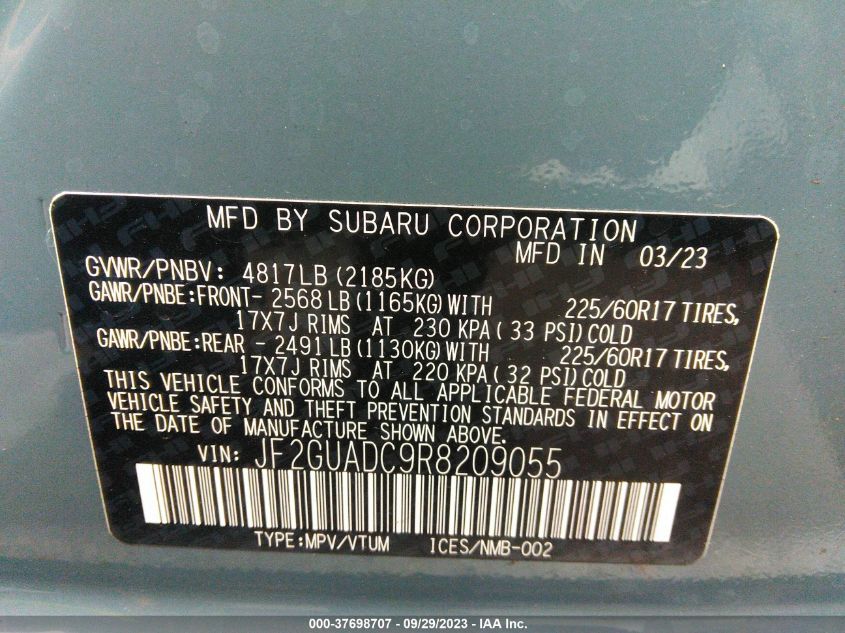 MFD BY SUBARU CORPORATION
MFD IN 03/23
GVWR/PNBV: 4817LB (2185KG)
GAWR/PNBE:FRONT- 2568LB(1165KG)WITH 225/60R17 TIRES,
17X7J RIMS AT 230 KPA( 33 PSI)COLD
GAWR/PNBE:REAR - 2491LB(1130KG)WITH 225/60R17 TIRES,
17X7J RIMS AT 220 KPA( 32 PSI)COLD
THIS VEHICLE CONFORMS TO ALL APPLICABLE FEDERAL MOTOR
VEHICLE SAFETY AND THEFT PREVENTION STANDARDS IN EFFECT ON
THE DATE OF MANUFACTURE SHOWN ABOVE.
VIN: JF2GUADC9R8209055
TYPE:MPV/VTUM ICES/NMB-002
000-37698707 - 09/29/2023 - IAA Inc.